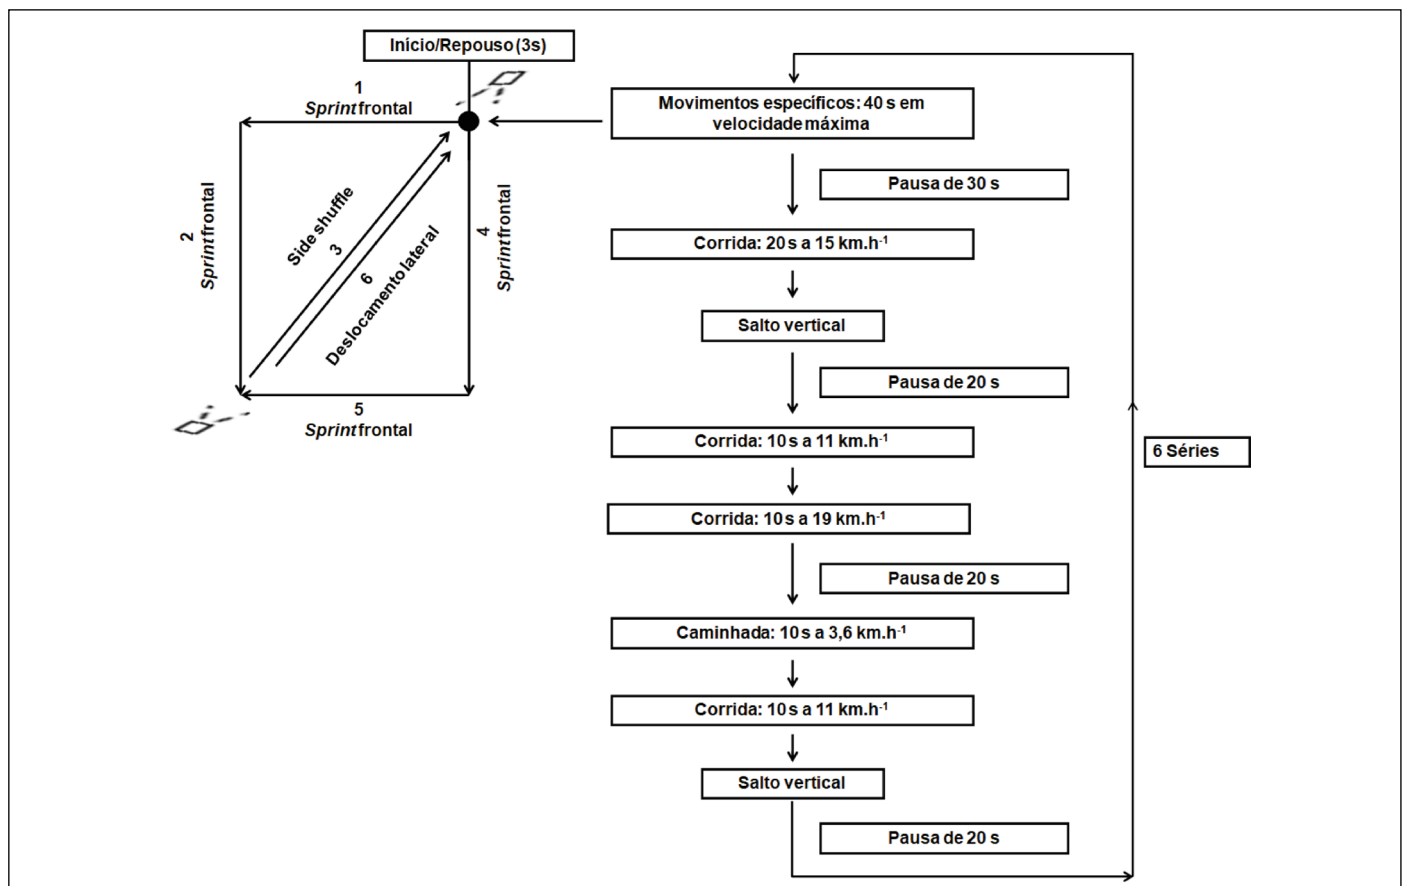 Início/Repouso (3s)
1
Sprint frontal
2
Sprint frontal
Side shuffle
3
6
Deslocamento lateral
4
Sprint frontal
5
Sprint frontal
Movimentos específicos: 40 s em
velocidade máxima
Pausa de 30 s
Corrida: 20 s a 15 km.h⁻¹
Salto vertical
Pausa de 20 s
Corrida: 10 s a 11 km.h⁻¹
Corrida: 10 s a 19 km.h⁻¹
Pausa de 20 s
Caminhada: 10 s a 3,6 km.h⁻¹
Corrida: 10 s a 11 km.h⁻¹
Salto vertical
Pausa de 20 s
6 Séries